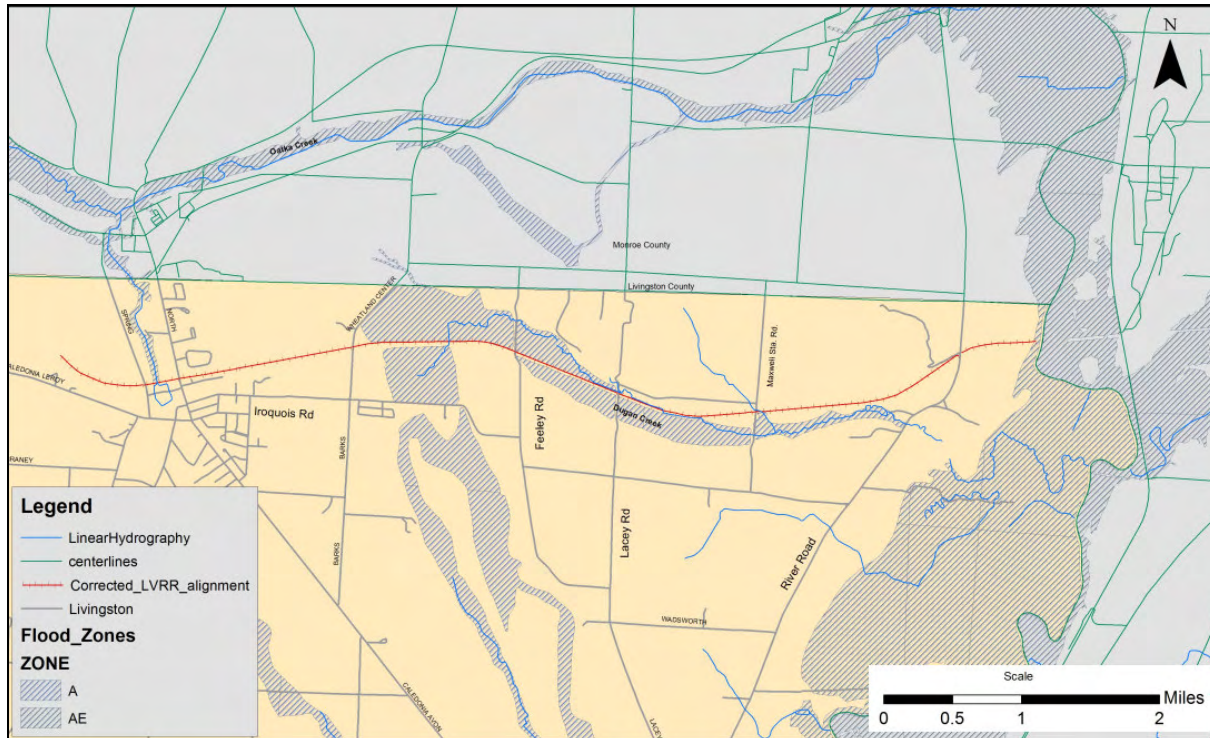 N
Oatka Creek
Monroe County
Livingston County
WHEATLAND CENTER
SPRING
NORTH
Maxwell Sta. Rd.
CALEDONIA LEROY
Iroquois Rd
Feeley Rd
Dugan Creek
BARKS
RANEY
Lacey Rd
River Road
BARKS
WADSWORTH
CALEDONIA AVON
LACEY
Legend
LinearHydrography
centerlines
Corrected_LVRR_alignment
Livingston
Flood_Zones
ZONE
A
AE
Scale
Miles
0 0.5 1 2